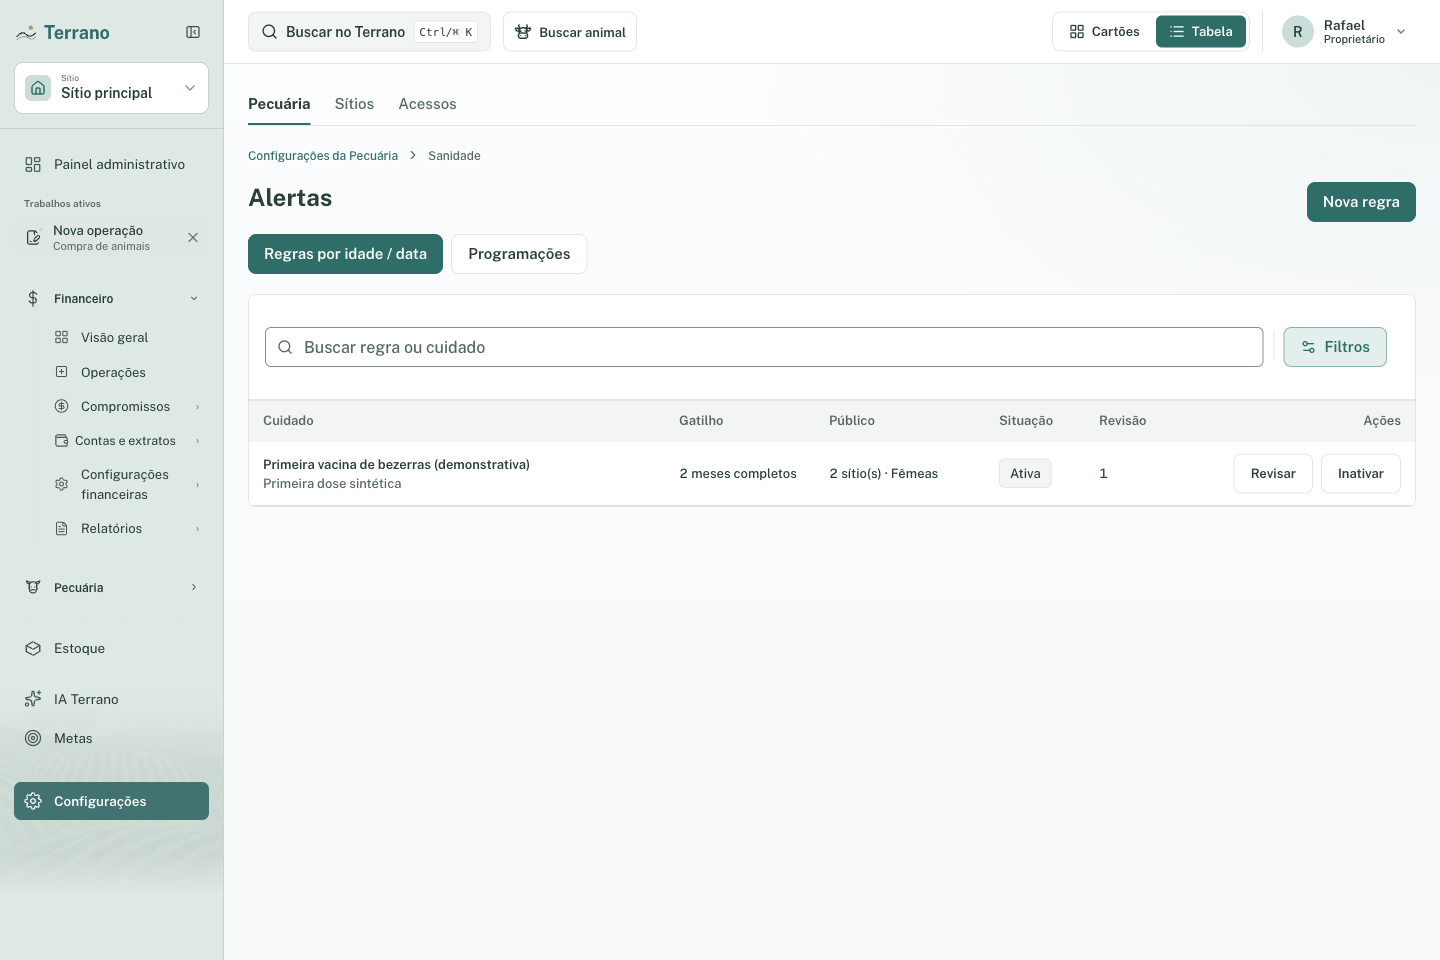 Terrano
Sítio
Sítio principal
Painel administrativo
Trabalhos ativos
Nova operação
Compra de animais
Financeiro
Visão geral
Operações
Compromissos
Contas e extratos
Configurações
financeiras
Relatórios
Pecuária
Estoque
IA Terrano
Metas
Configurações
Buscar no Terrano Ctrl/⌘ K
Buscar animal
Cartões
Tabela
R
Rafael
Proprietário
Pecuária Sítios Acessos
Configurações da Pecuária > Sanidade
Alertas
Nova regra
Regras por idade / data
Programações
Buscar regra ou cuidado
Filtros
Cuidado Gatilho Público Situação Revisão Ações
Primeira vacina de bezerras (demonstrativa)
Primeira dose sintética
2 meses completos
2 sítio(s) · Fêmeas
Ativa
1
Revisar
Inativar